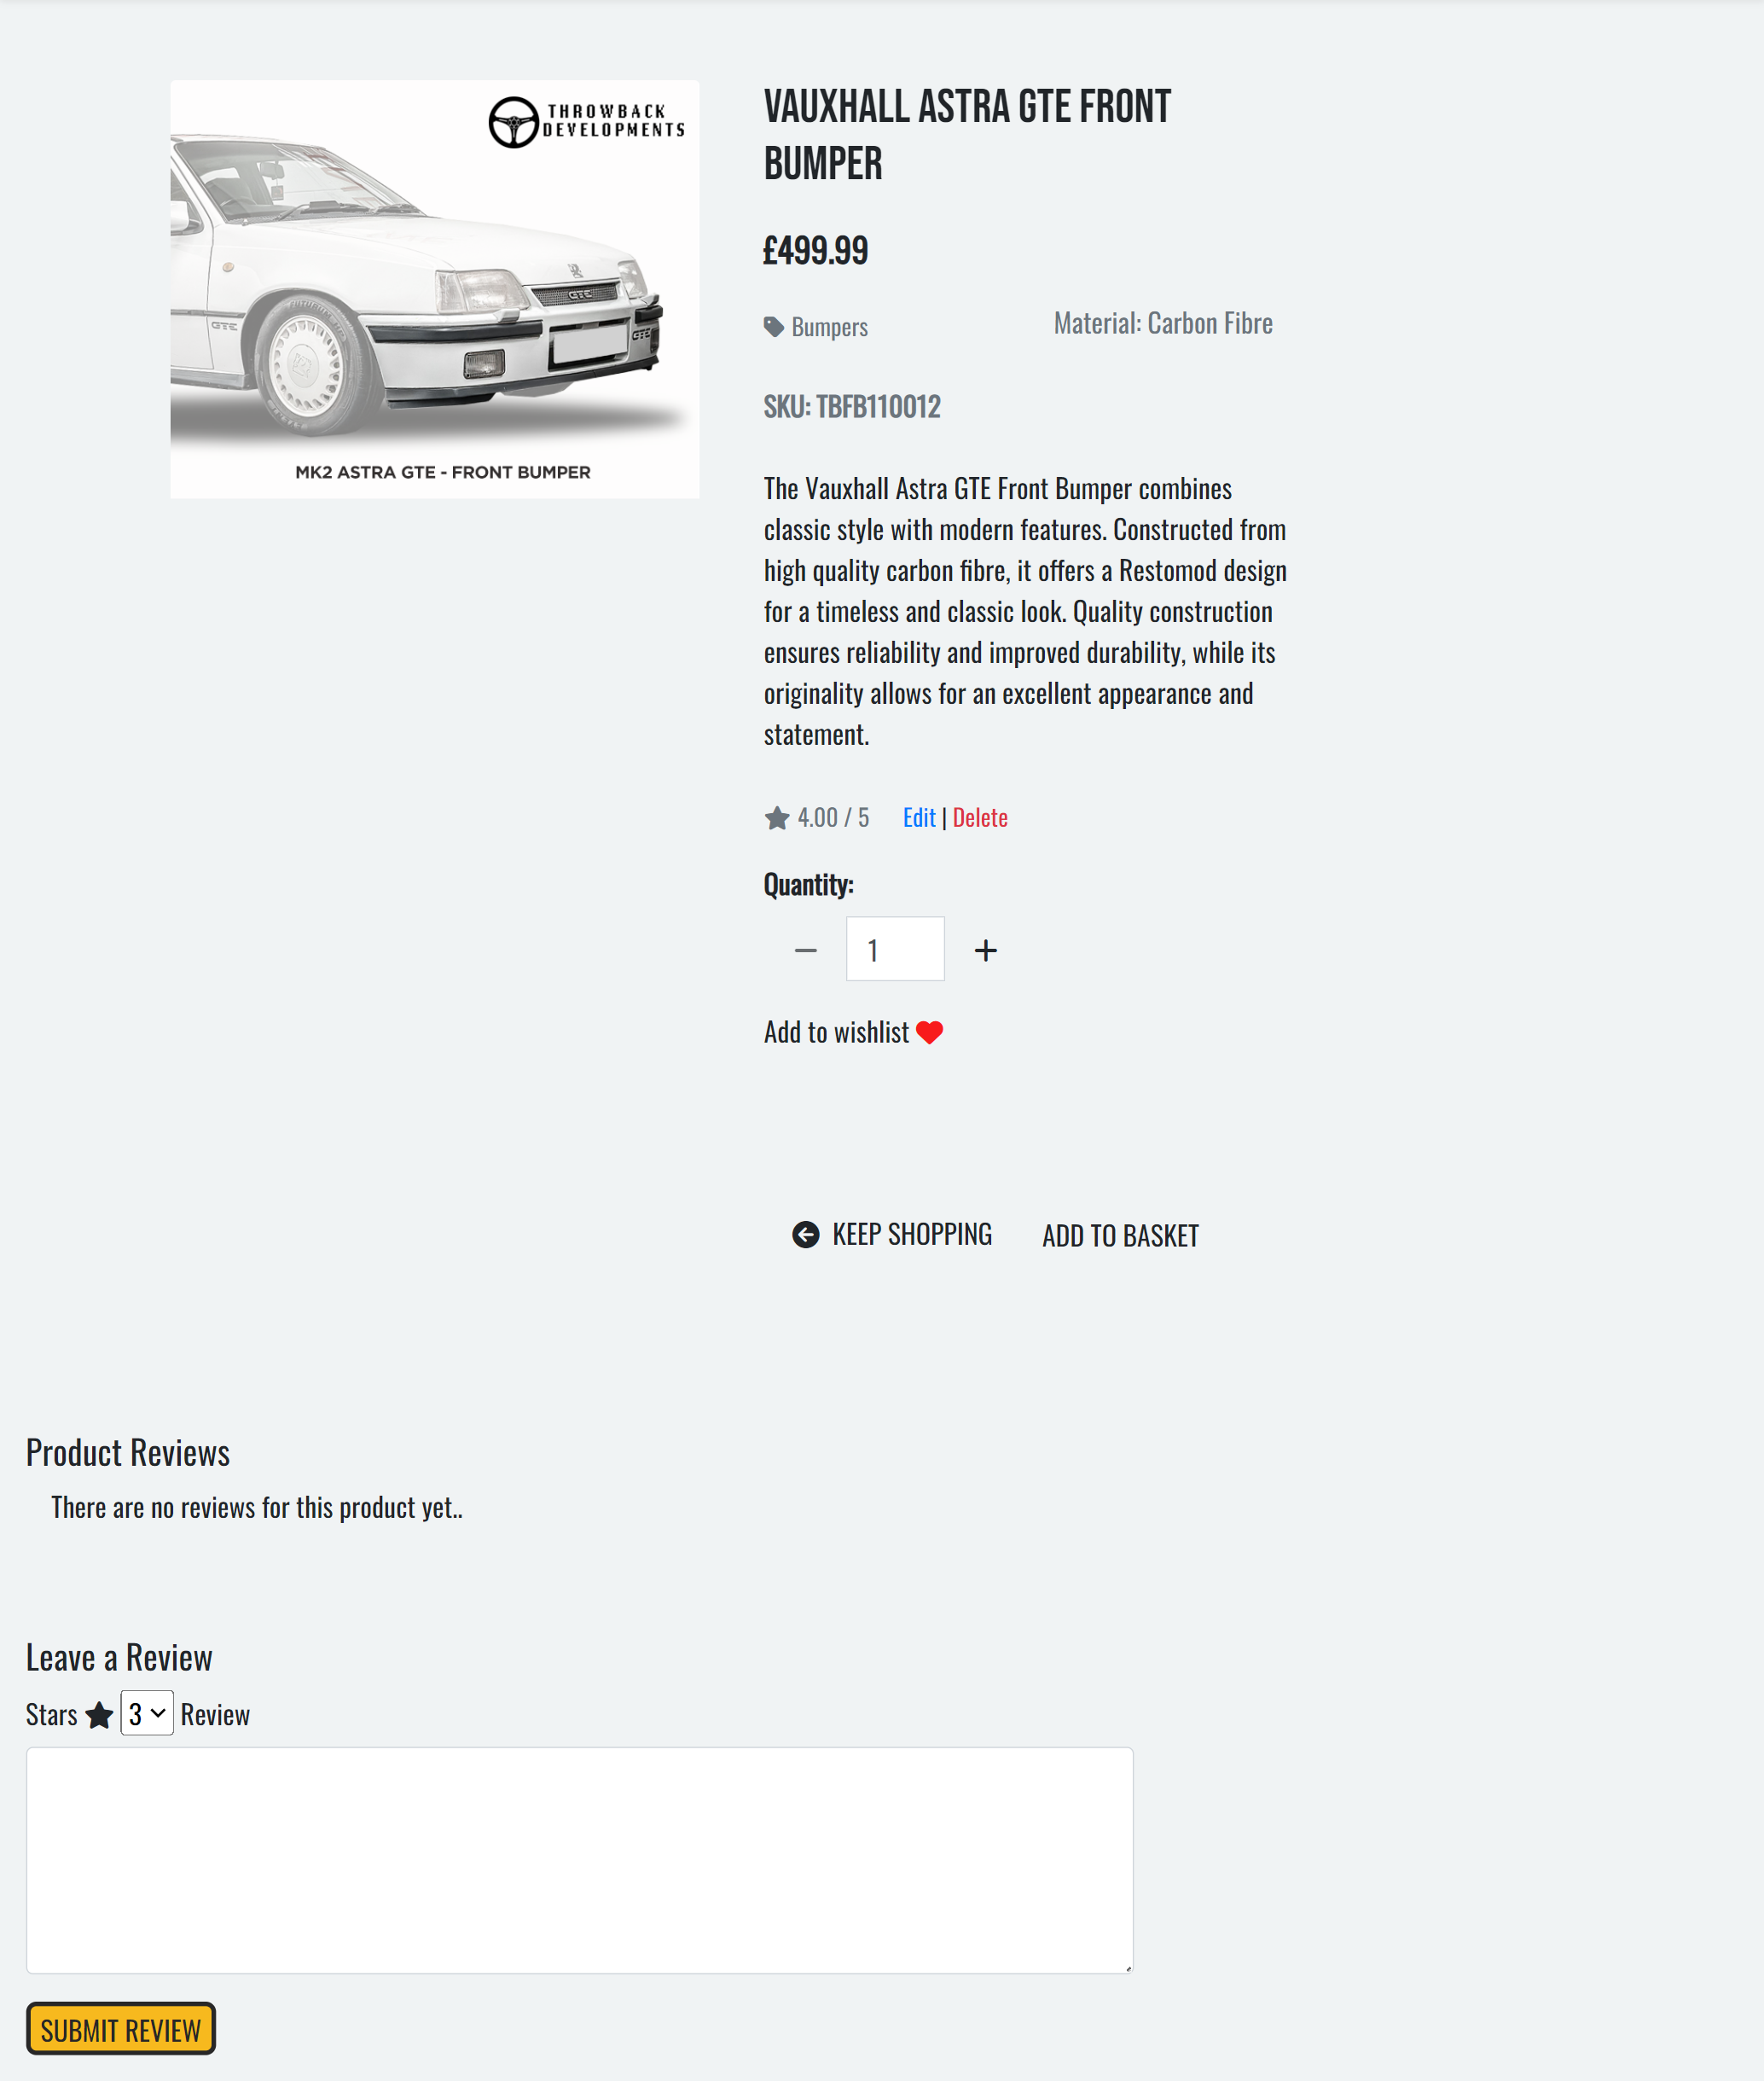 THROWBACK
DEVELOPMENTS
GTE
GTE
GTE
MK2 ASTRA GTE - FRONT BUMPER
VAUXHALL ASTRA GTE FRONT
BUMPER
£499.99
Bumpers
Material: Carbon Fibre
SKU: TBFB110012
The Vauxhall Astra GTE Front Bumper combines
classic style with modern features. Constructed from
high quality carbon fibre, it offers a Restomod design
for a timeless and classic look. Quality construction
ensures reliability and improved durability, while its
originality allows for an excellent appearance and
statement.
4.00 / 5 Edit | Delete
Quantity:
1
Add to wishlist
KEEP SHOPPING ADD TO BASKET
Product Reviews
There are no reviews for this product yet..
Leave a Review
Stars 3 Review
SUBMIT REVIEW